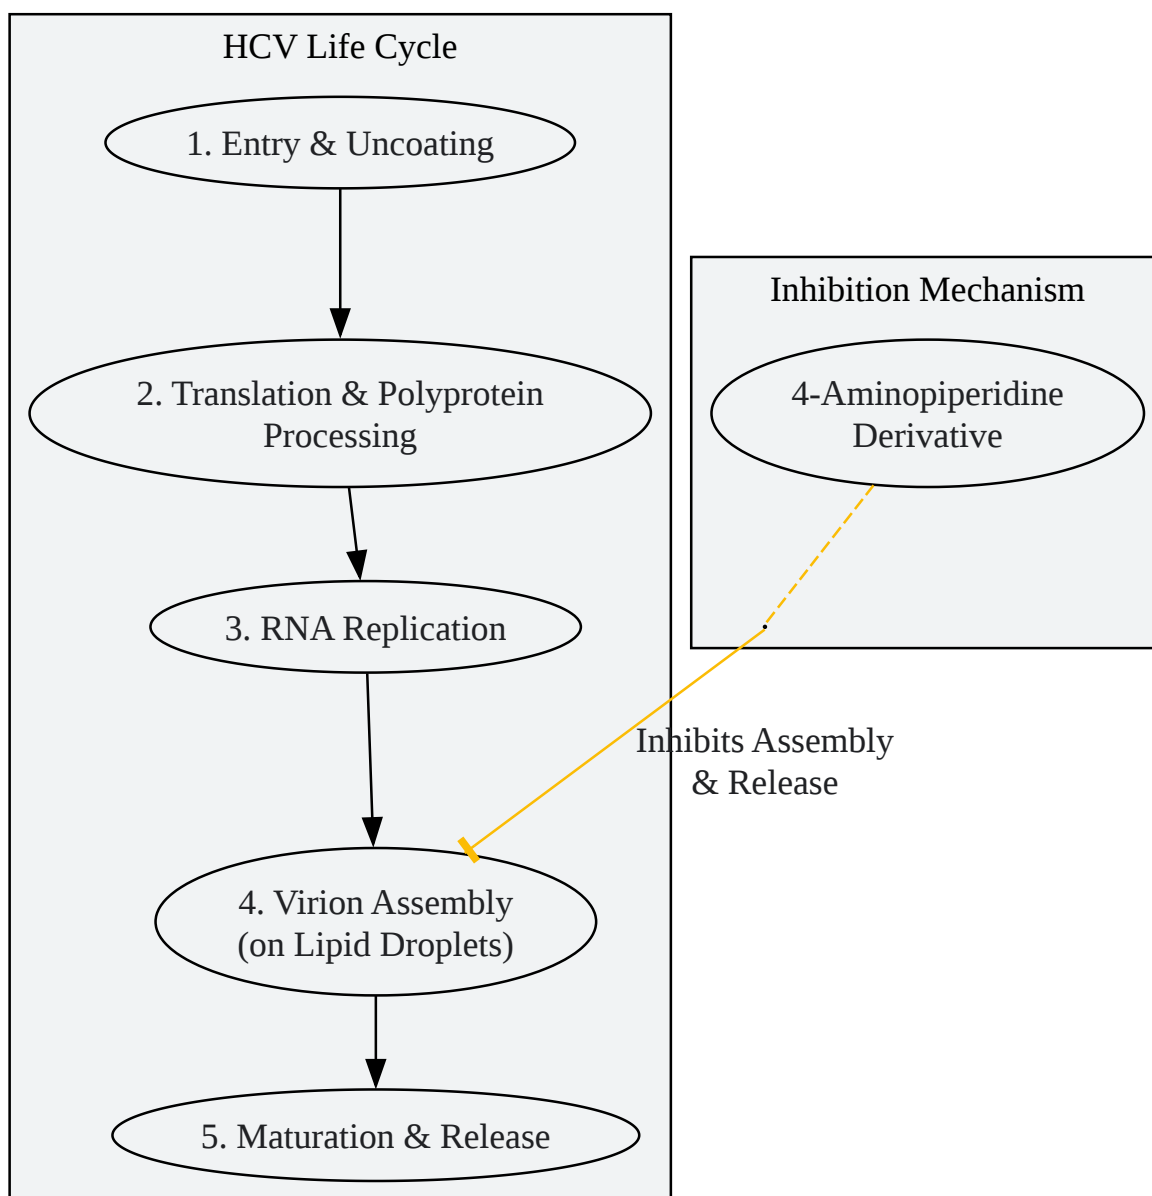 HCV Life Cycle
1. Entry & Uncoating
2. Translation & Polyprotein
Processing
3. RNA Replication
4. Virion Assembly
(on Lipid Droplets)
5. Maturation & Release
Inhibition Mechanism
4-Aminopiperidine
Derivative
Inhibits Assembly
& Release